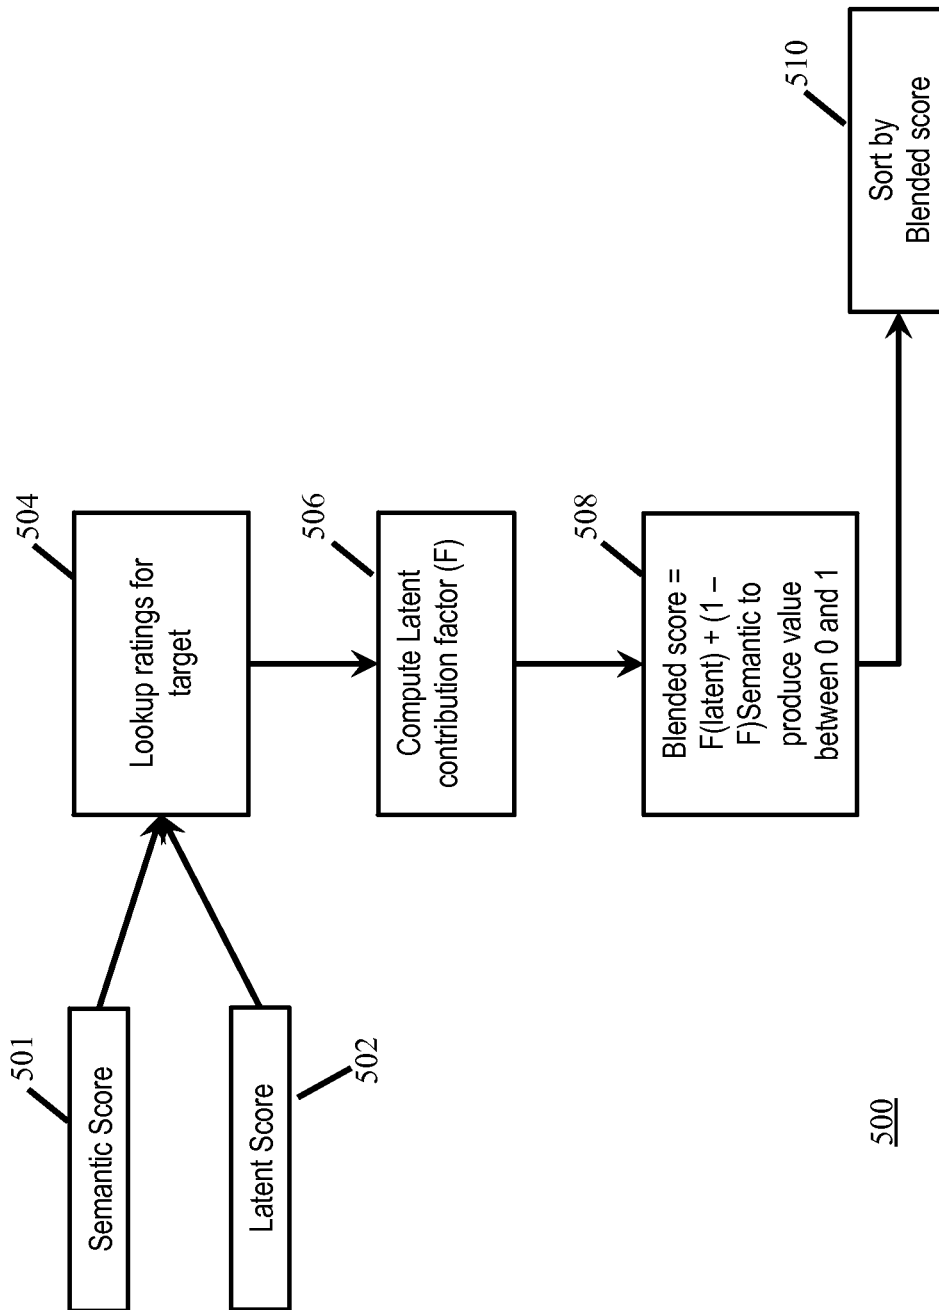 501
Semantic Score
Latent Score
502
504
Lookup ratings for
target
506
Compute Latent
contribution factor (F)
508
Blended score =
F(latent) + (1 –
F)Semantic to
produce value
between 0 and 1
510
Sort by
Blended score
500